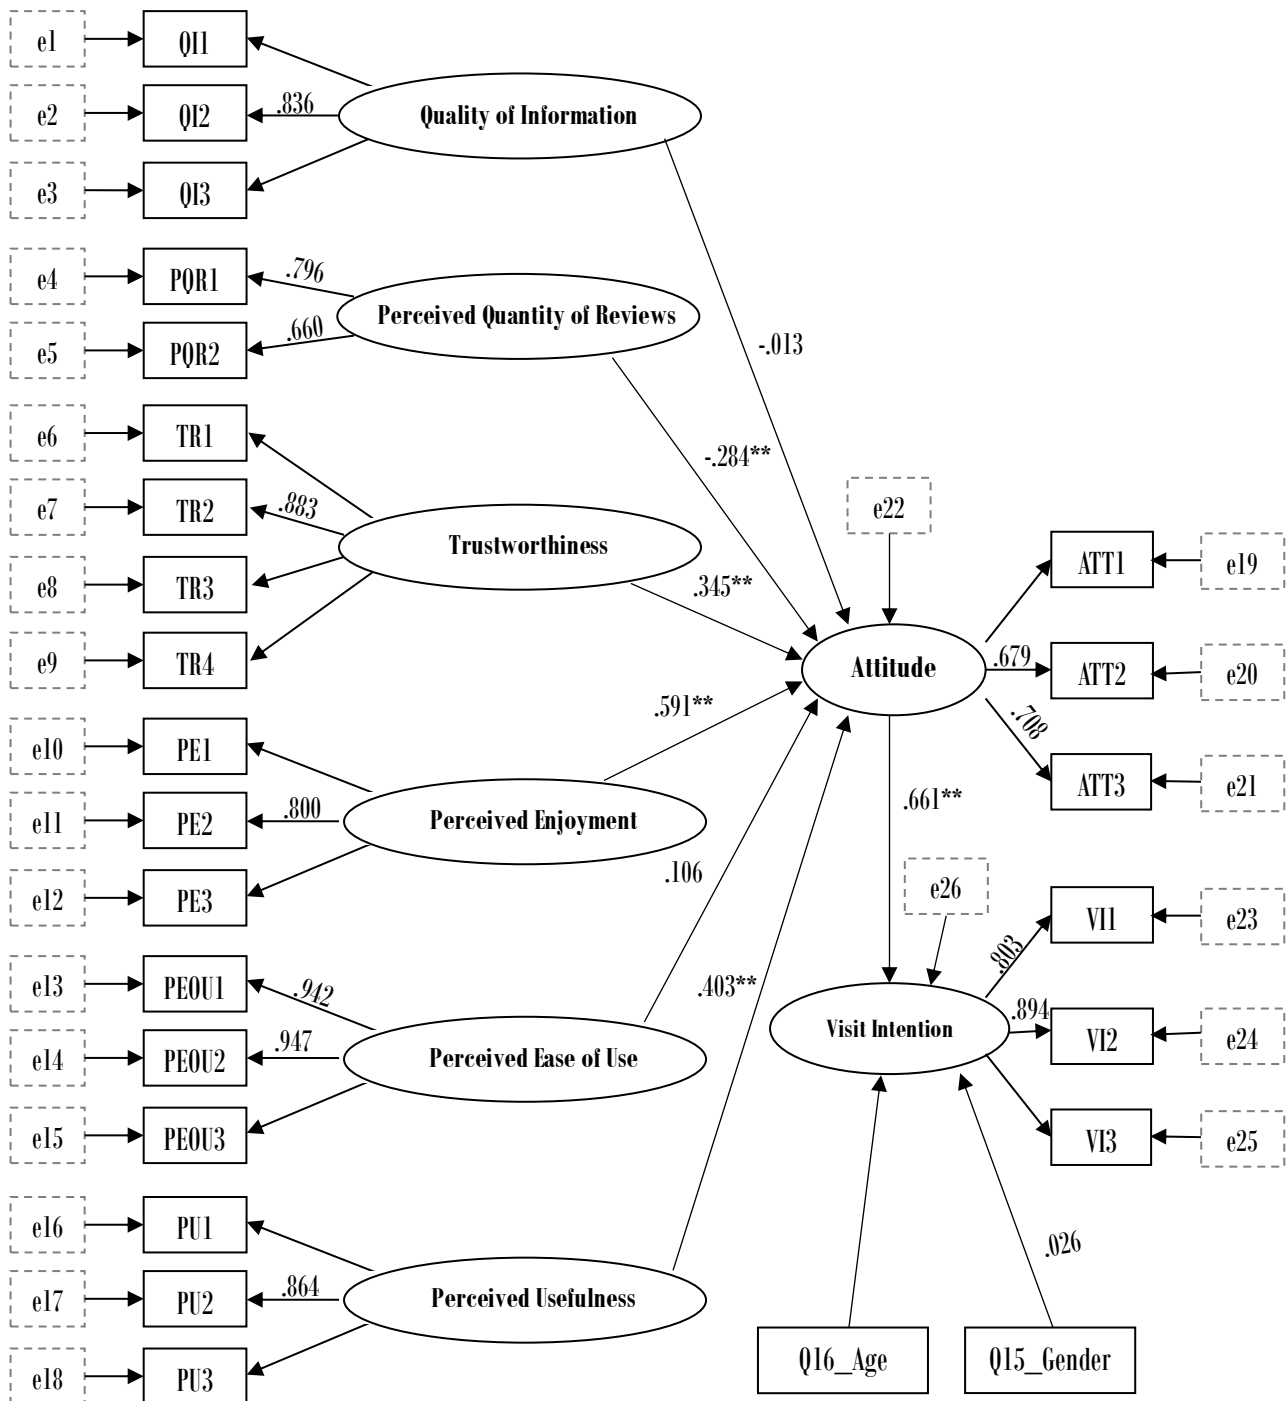 e1
QI1
e2
QI2
.836
Quality of Information
e3
QI3
e4
PQR1
.796
Perceived Quantity of Reviews
e5
PQR2
.660
-.013
e6
TR1
-.284**
e7
TR2
.883
Trustworthiness
e22
e8
TR3
.345**
ATT1
e19
e9
TR4
Attitude
.679
ATT2
e20
.591**
.708
e10
PE1
ATT3
e21
e11
PE2
.800
Perceived Enjoyment
.661**
.106
e12
PE3
e26
VI1
e23
.803
e13
PEOU1
.942
.403**
e14
PEOU2
.947
Perceived Ease of Use
Visit Intention
.894
VI2
e24
e15
PEOU3
VI3
e25
e16
PU1
.026
e17
PU2
.864
Perceived Usefulness
e18
PU3
Q16_Age
Q15_Gender